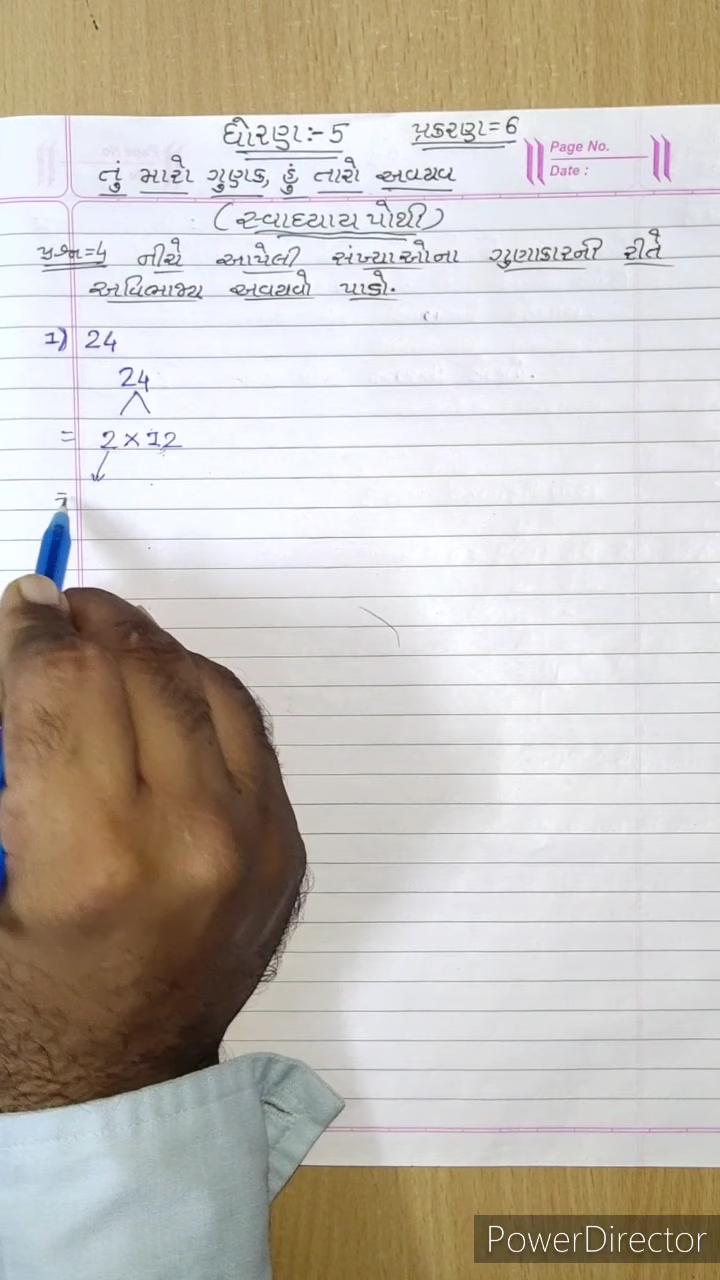 ધોરણ:-5 પ્રકરણ=6
Page No.
Date :
તું મારો ગુણક, હું તારો અવયવ
(સ્વાધ્યાય પોથી)
પ્રશ્ન=4 નીચે આપેલી સંખ્યાઓના ગુણાકારની રીતે
અવિભાજ્ય અવયવો પાડો.
1) 24
24
= 2 × 12
=
PowerDirector